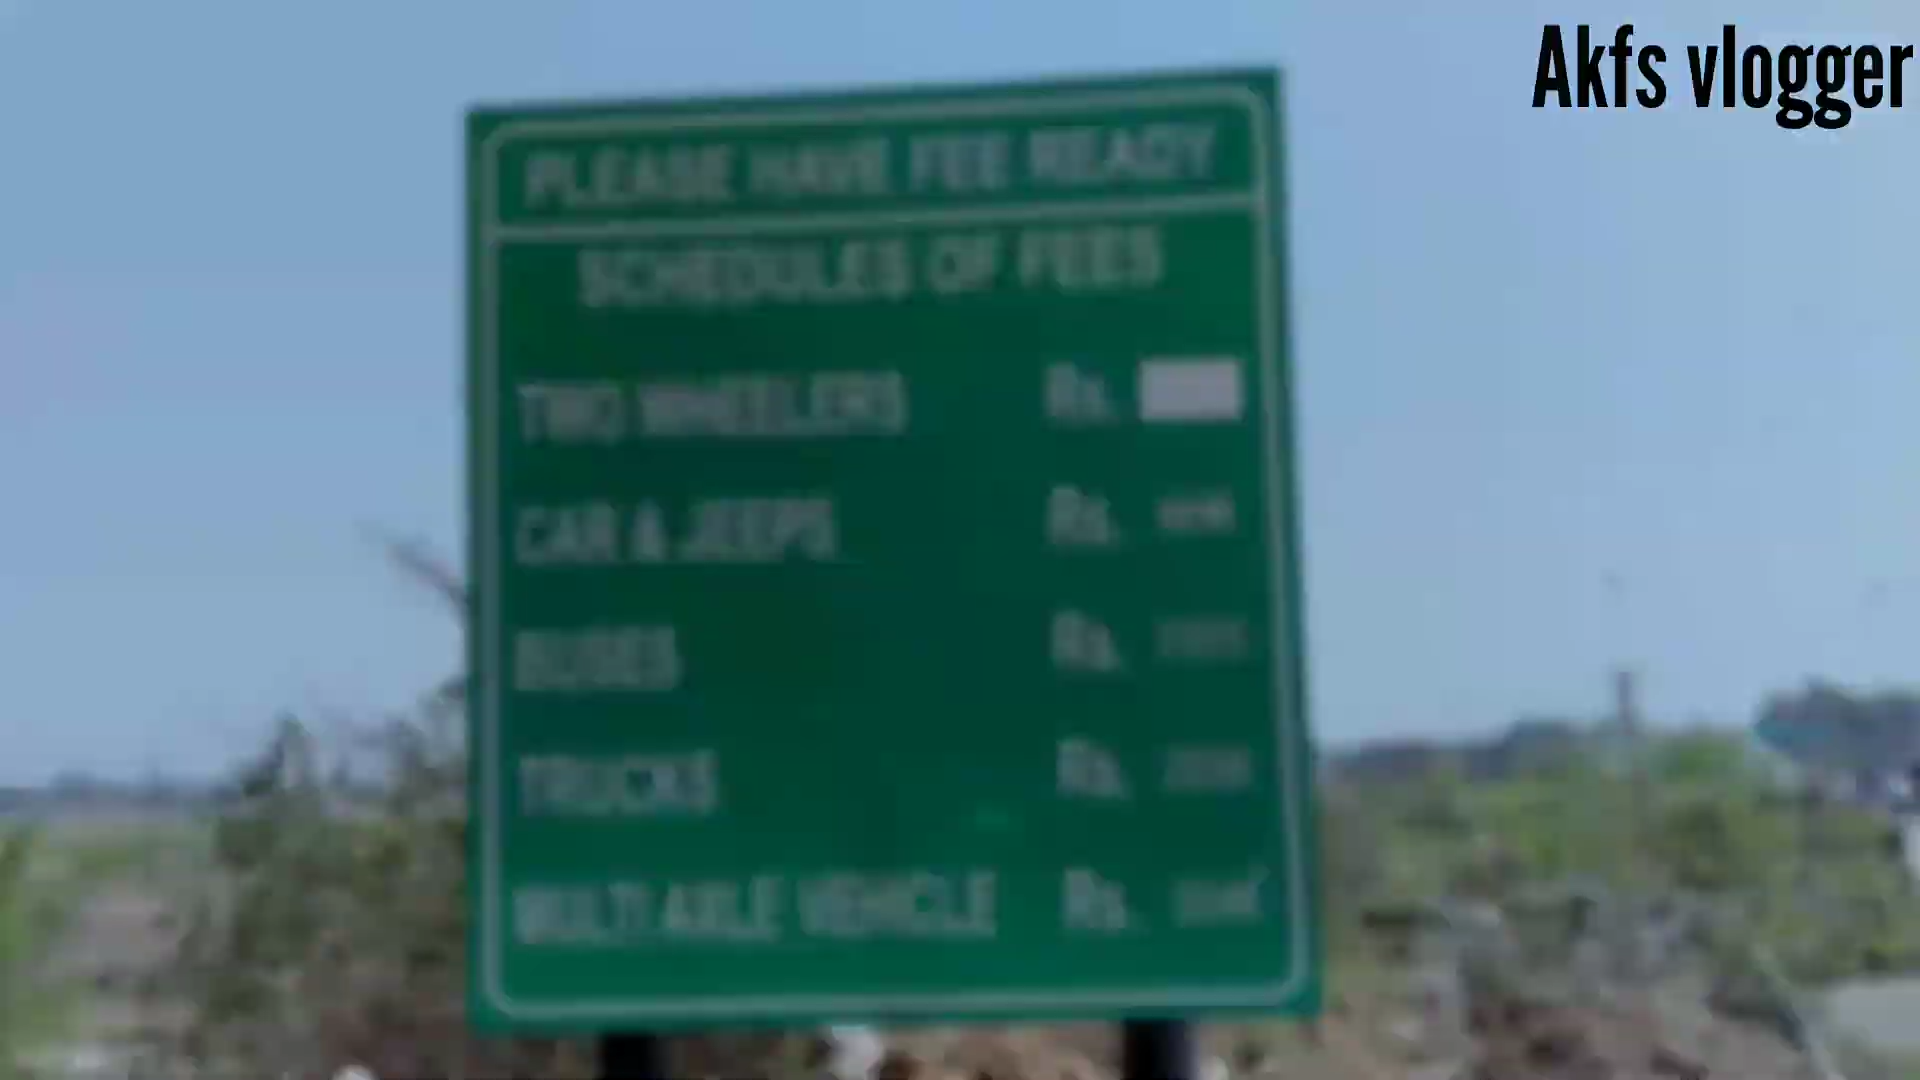 Akfs vlogger
PLEASE HAVE FEE READY
SCHEDULES OF FEES
TWO WHEELERS Rs.
CAR & JEEPS Rs.
BUSES Rs.
TRUCKS Rs.
MULTI AXLE VEHICLE Rs.